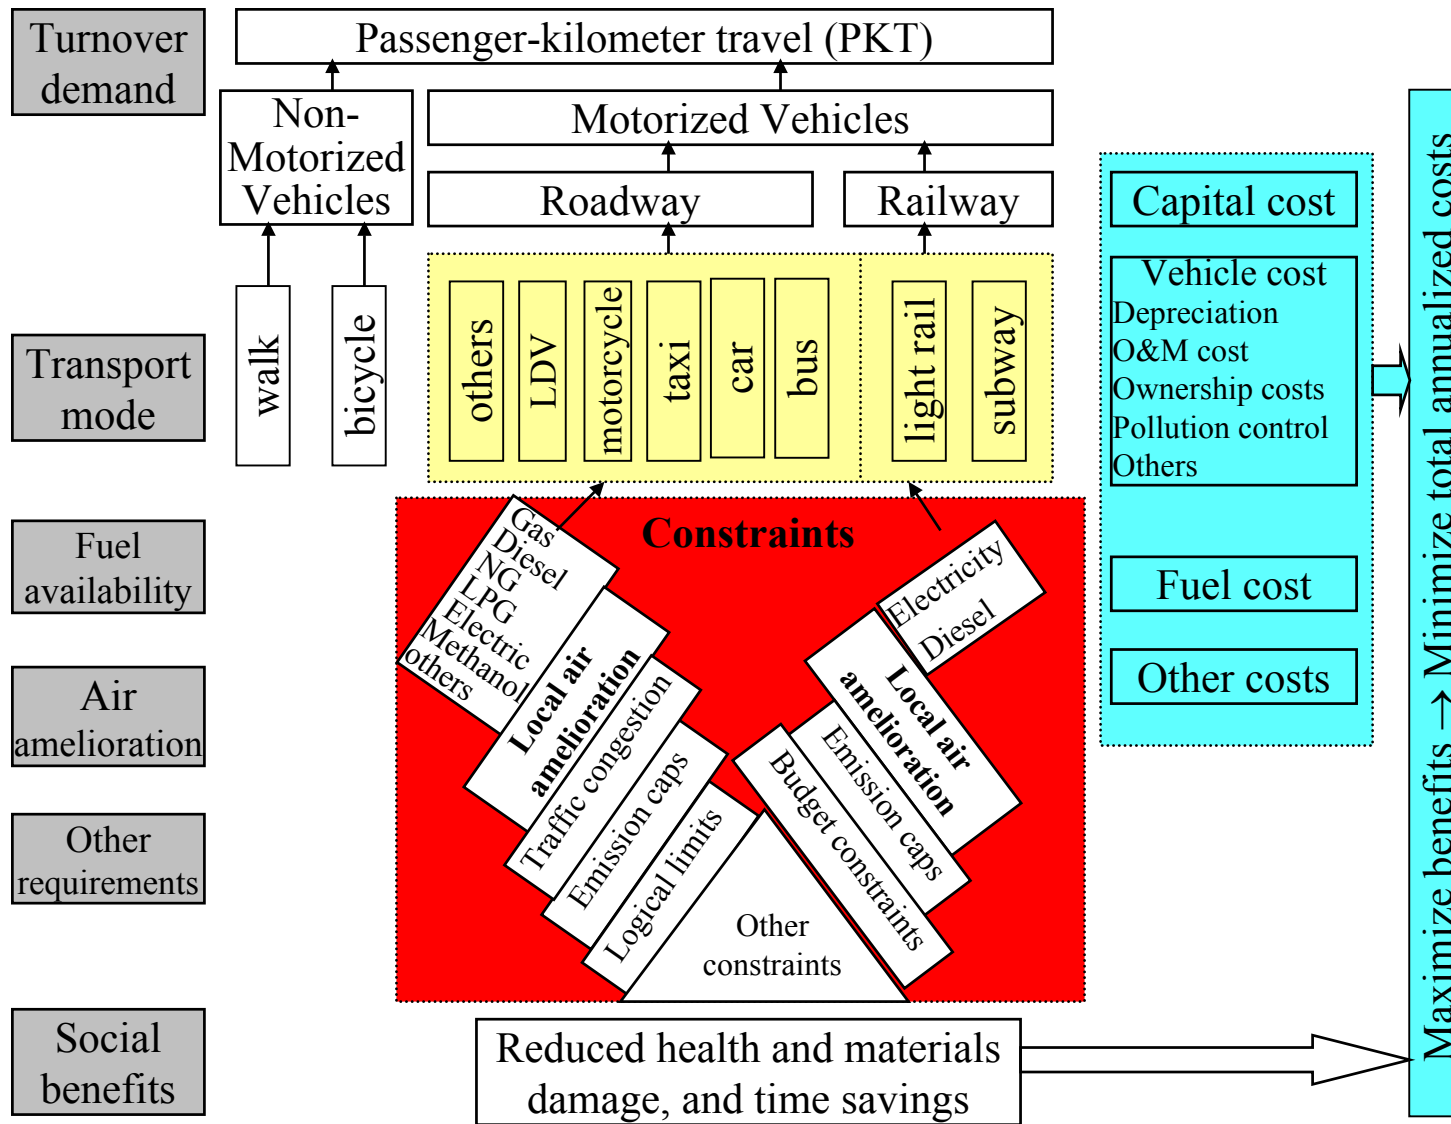 Turnover
demand
Passenger-kilometer travel (PKT)
Non-
Motorized
Vehicles
Motorized Vehicles
Roadway
Railway
Transport
mode
walk
bicycle
others
LDV
motorcycle
taxi
car
bus
light rail
subway
Capital cost
Vehicle cost
Depreciation
O&M cost
Ownership costs
Pollution control
Others
Fuel cost
Other costs
Maximize benefits → Minimize total annualized costs
Fuel
availability
Air
amelioration
Other
requirements
Constraints
Gas
Diesel
NG
LPG
Electric
Methanol
others
Local air
amelioration
Traffic congestion
Emission caps
Logical limits
Other
constraints
Budget constraints
Emission caps
Local air
amelioration
Electricity
Diesel
Social
benefits
Reduced health and materials
damage, and time savings